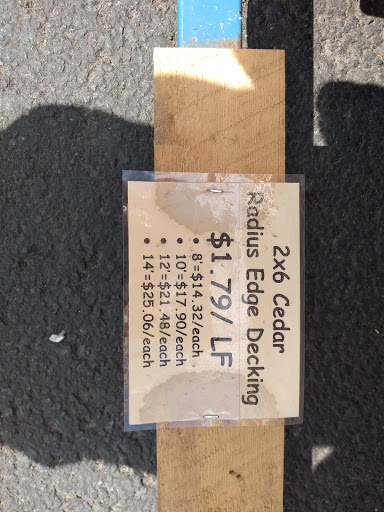 2x6 Cedar
Radius Edge Decking
$1.79/ LF
• 8'=$14.32/each
• 10'=$17.90/each
• 12'=$21.48/each
• 14'=$25.06/each